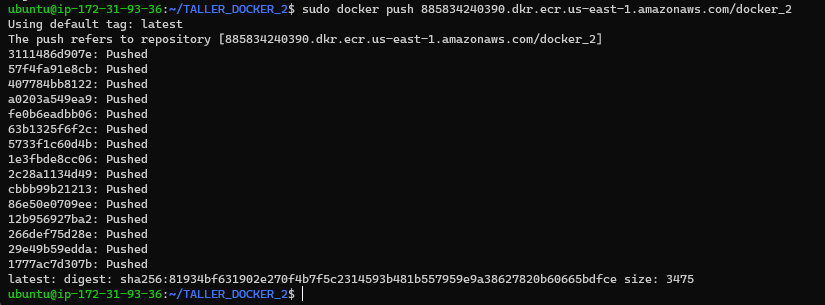 ubuntu@ip-172-31-93-36:~/TALLER_DOCKER_2$ sudo docker push 885834240390.dkr.ecr.us-east-1.amazonaws.com/docker_2
Using default tag: latest
The push refers to repository [885834240390.dkr.ecr.us-east-1.amazonaws.com/docker_2]
3111486d907e: Pushed
57f4fa91e8cb: Pushed
407784bb8122: Pushed
a0203a549ea9: Pushed
fe0b6eadbb06: Pushed
63b1325f6f2c: Pushed
5733f1c60d4b: Pushed
1e3fbde8cc06: Pushed
2c28a1134d49: Pushed
cbbb99b21213: Pushed
86e50e0709ee: Pushed
12b956927ba2: Pushed
266def75d28e: Pushed
29e49b59edda: Pushed
1777ac7d307b: Pushed
latest: digest: sha256:81934bf631902e270f4b7f5c2314593b481b557959e9a38627820b60665bdfce size: 3475
ubuntu@ip-172-31-93-36:~/TALLER_DOCKER_2$